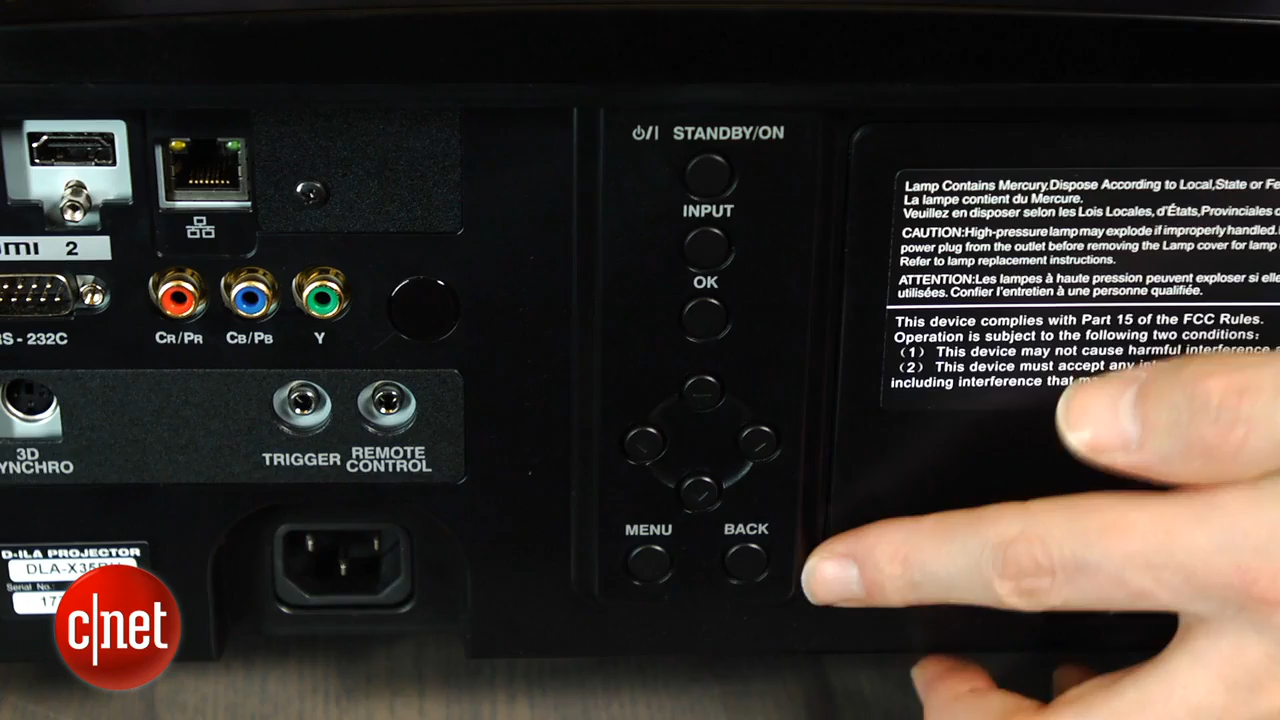 STANDBY/ON
INPUT
OK
MENU
BACK
2
RS - 232C
CR/PR
CB/PB
Y
3D
SYNCHRO
TRIGGER
REMOTE
CONTROL
D-ILA PROJECTOR
Serial No.:
c|net
Lamp Contains Mercury,Dispose According to Local,State or
La lampe contient du Mercure.
Veuillez en disposer selon les Lois Locales, d'États,Provinciales
CAUTION:High-pressure lamp may explode if improperly handled.
power plug from the outlet before removing the Lamp cover for lamp
Refer to lamp replacement instructions.
ATTENTION:Les lampes à haute pression peuvent exploser si
utilisées. Confier l'entretien à une personne qualifiée.
This device complies with Part 15 of the FCC Rules.
Operation is subject to the following two conditions:
(1) This device may not cause harmful interference
(2) This device must accept any
including interference that